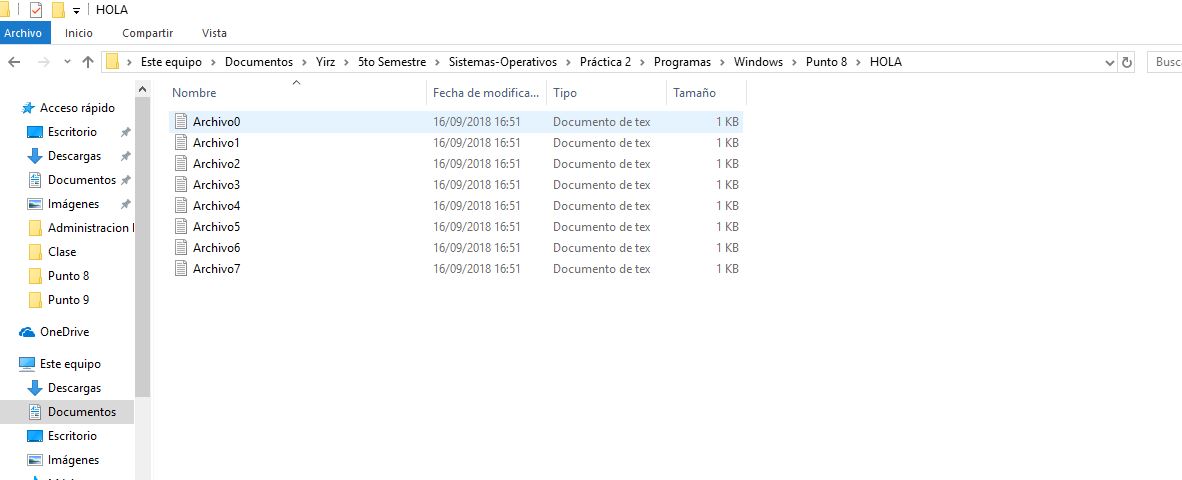 HOLA
Archivo Inicio Compartir Vista
Este equipo > Documentos > Yirz > 5to Semestre > Sistemas-Operativos > Práctica 2 > Programas > Windows > Punto 8 > HOLA Busca
Nombre Fecha de modifica... Tipo Tamaño
Archivo0 16/09/2018 16:51 Documento de tex 1 KB
Archivo1 16/09/2018 16:51 Documento de tex 1 KB
Archivo2 16/09/2018 16:51 Documento de tex 1 KB
Archivo3 16/09/2018 16:51 Documento de tex 1 KB
Archivo4 16/09/2018 16:51 Documento de tex 1 KB
Archivo5 16/09/2018 16:51 Documento de tex 1 KB
Archivo6 16/09/2018 16:51 Documento de tex 1 KB
Archivo7 16/09/2018 16:51 Documento de tex 1 KB
Acceso rápido
Escritorio
Descargas
Documentos
Imágenes
Administracion
Clase
Punto 8
Punto 9
OneDrive
Este equipo
Descargas
Documentos
Escritorio
Imágenes